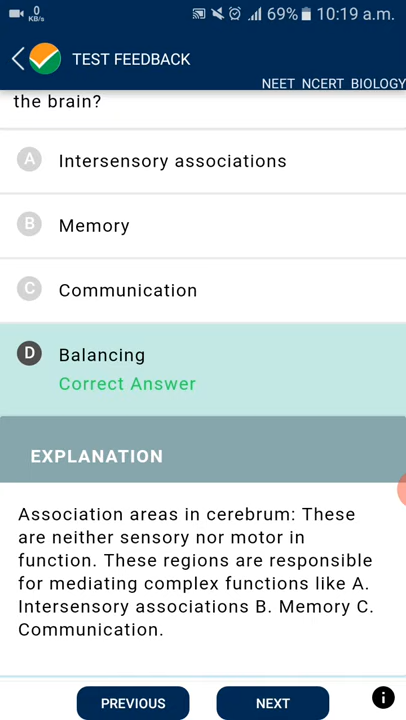 0
KB/s
69% 10:19 a.m.
TEST FEEDBACK
NEET NCERT BIOLOGY
the brain?
A Intersensory associations
B Memory
C Communication
D Balancing
Correct Answer
EXPLANATION
Association areas in cerebrum: These
are neither sensory nor motor in
function. These regions are responsible
for mediating complex functions like A.
Intersensory associations B. Memory C.
Communication.
PREVIOUS NEXT i